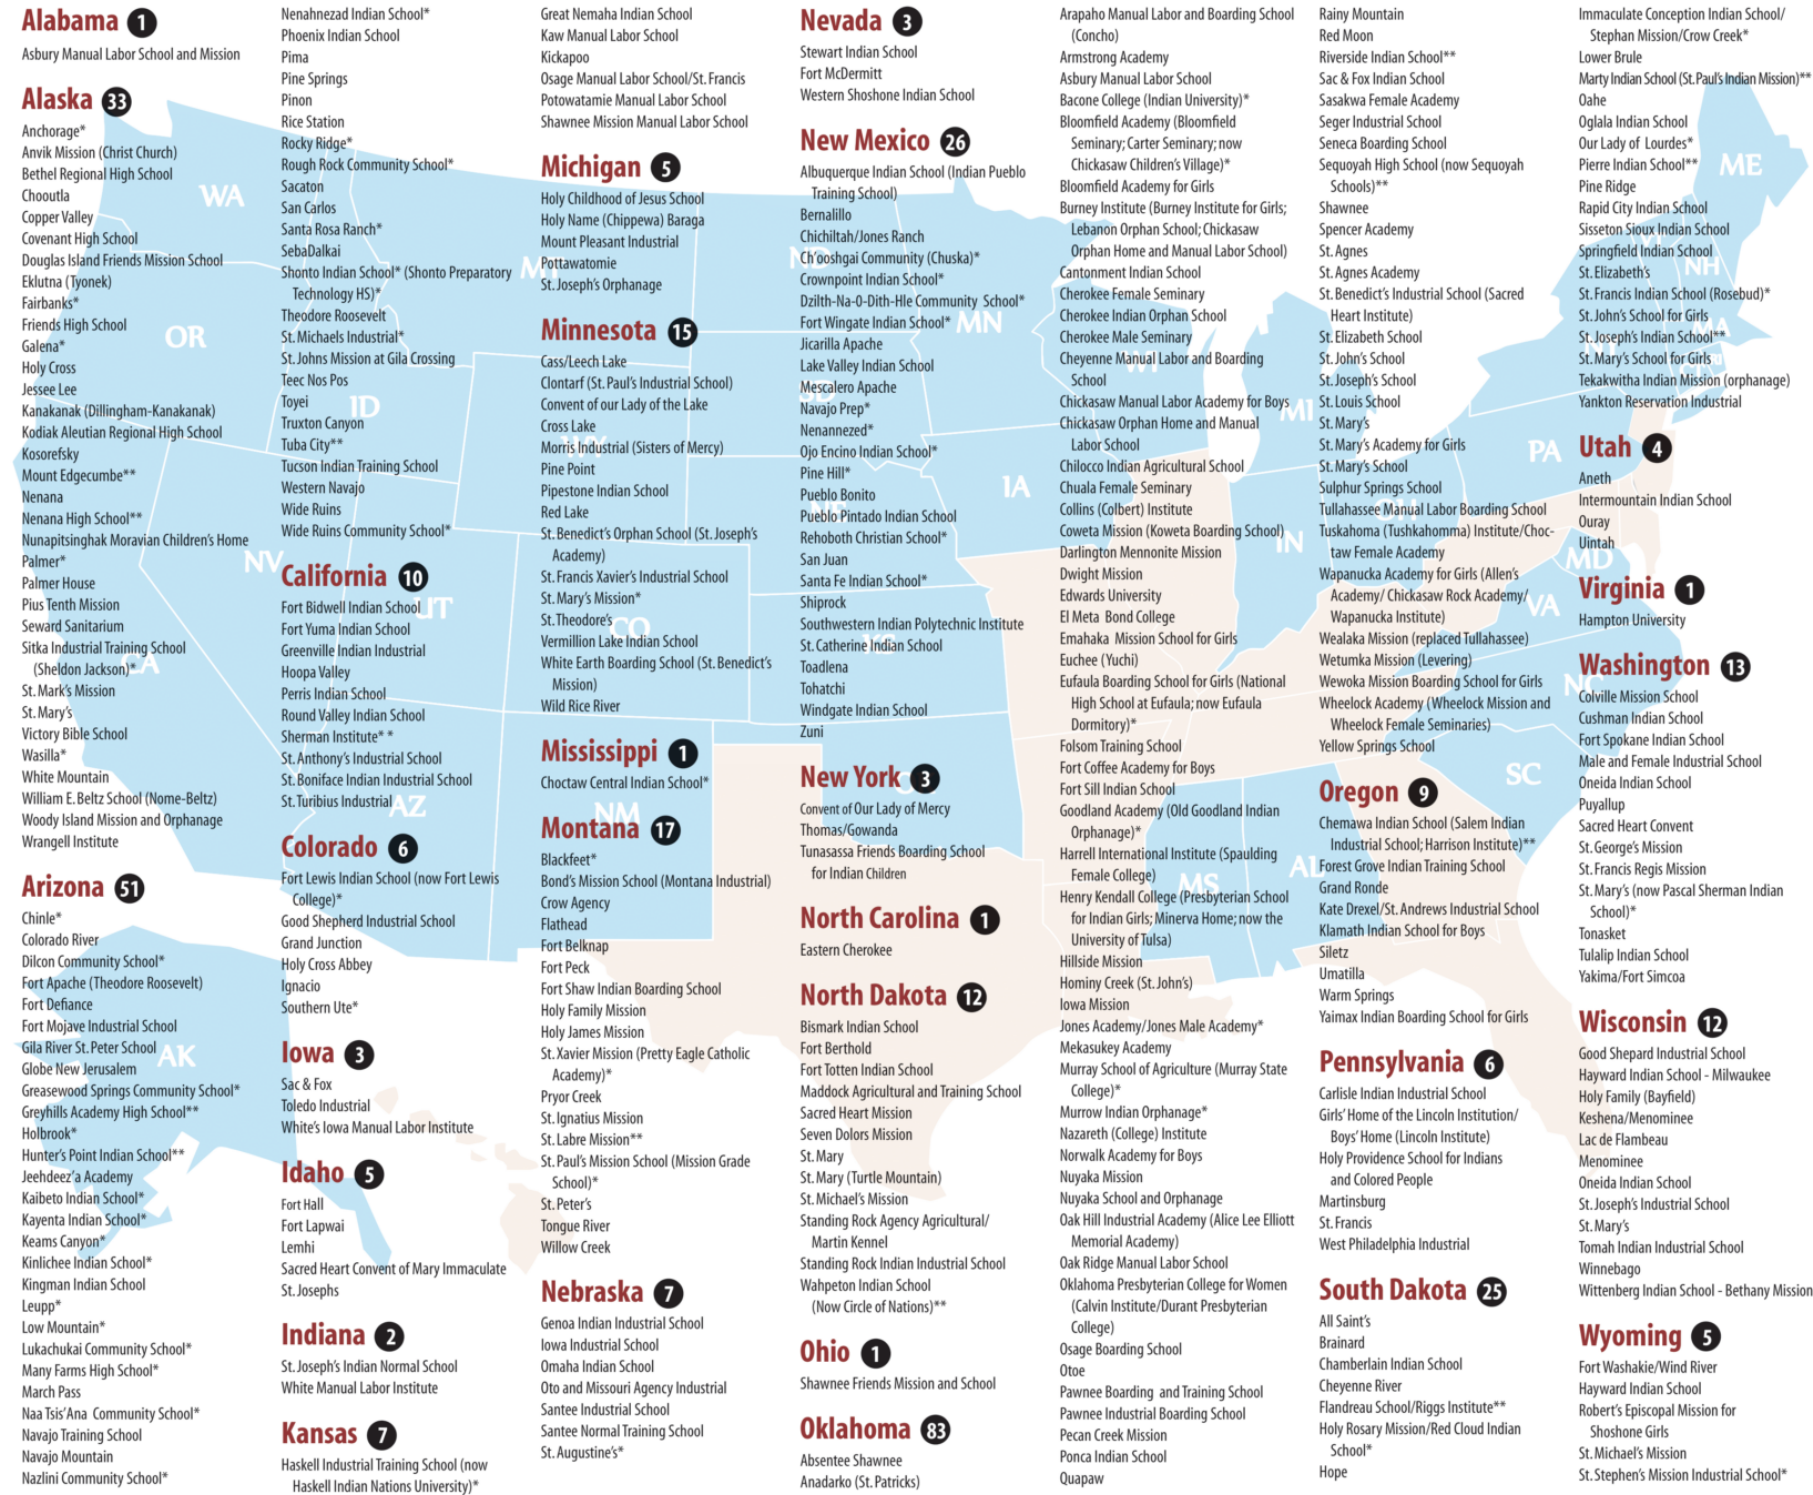 Alabama 1
Asbury Manual Labor School and Mission
Alaska 33
Anchorage*
Anvik Mission (Christ Church)
Bethel Regional High School
Chooutla
Copper Valley
Covenant High School
Douglas Island Friends Mission School
Eklutna (Tyonek)
Fairbanks*
Friends High School
Galena*
Holy Cross
Jessee Lee
Kanakanak (Dillingham-Kanakanak)
Kodiak Aleutian Regional High School
Kosorefsky
Mount Edgecumbe**
Nenana
Nenana High School**
Nunapitsinghak Moravian Children's Home
Palmer*
Palmer House
Pius Tenth Mission
Seward Sanitarium
Sitka Industrial Training School
(Sheldon Jackson)*
St. Mark's Mission
St. Mary's
Victory Bible School
Wasilla*
White Mountain
William E. Beltz School (Nome-Beltz)
Woody Island Mission and Orphanage
Wrangell Institute
Arizona 51
Chinle*
Colorado River
Dilcon Community School*
Fort Apache (Theodore Roosevelt)
Fort Defiance
Fort Mojave Industrial School
Gila River St. Peter School
Globe New Jerusalem
Greasewood Springs Community School*
Greyhills Academy High School**
Holbrook*
Hunter's Point Indian School**
Jeehdeez'a Academy
Kaibeto Indian School*
Kayenta Indian School*
Keams Canyon*
Kinlichee Indian School*
Kingman Indian School
Leupp*
Low Mountain*
Lukachukai Community School*
Many Farms High School*
March Pass
Naa Tsis'Ana Community School*
Navajo Training School
Navajo Mountain
Nazlini Community School*
Nenahnezad Indian School*
Phoenix Indian School
Pima
Pine Springs
Pinon
Rice Station
Rocky Ridge*
Rough Rock Community School*
Sacaton
San Carlos
Santa Rosa Ranch*
SebaDalkai
Shonto Indian School* (Shonto Preparatory
Technology HS)*
Theodore Roosevelt
St. Michaels Industrial*
St. Johns Mission at Gila Crossing
Teec Nos Pos
Toyei
Truxton Canyon
Tuba City**
Tucson Indian Training School
Western Navajo
Wide Ruins
Wide Ruins Community School*
California 10
Fort Bidwell Indian School
Fort Yuma Indian School
Greenville Indian Industrial
Hoopa Valley
Perris Indian School
Round Valley Indian School
Sherman Institute* *
St. Anthony's Industrial School
St. Boniface Indian Industrial School
St. Turibius Industrial
Colorado 6
Fort Lewis Indian School (now Fort Lewis
College)*
Good Shepherd Industrial School
Grand Junction
Holy Cross Abbey
Ignacio
Southern Ute*
Iowa 3
Sac & Fox
Toledo Industrial
White's Iowa Manual Labor Institute
Idaho 5
Fort Hall
Fort Lapwai
Lemhi
Sacred Heart Convent of Mary Immaculate
St. Josephs
Indiana 2
St. Joseph's Indian Normal School
White Manual Labor Institute
Kansas 7
Haskell Industrial Training School (now
Haskell Indian Nations University)*
Great Nemaha Indian School
Kaw Manual Labor School
Kickapoo
Osage Manual Labor School/St. Francis
Potowatamie Manual Labor School
Shawnee Mission Manual Labor School
Michigan 5
Holy Childhood of Jesus School
Holy Name (Chippewa) Baraga
Mount Pleasant Industrial
Pottawatomie
St. Joseph's Orphanage
Minnesota 15
Cass/Leech Lake
Clontarf (St. Paul's Industrial School)
Convent of our Lady of the Lake
Cross Lake
Morris Industrial (Sisters of Mercy)
Pine Point
Pipestone Indian School
Red Lake
St. Benedict's Orphan School (St. Joseph's
Academy)
St. Francis Xavier's Industrial School
St. Mary's Mission*
St. Theodore's
Vermillion Lake Indian School
White Earth Boarding School (St. Benedict's
Mission)
Wild Rice River
Mississippi 1
Choctaw Central Indian School*
Montana 17
Blackfeet*
Bond's Mission School (Montana Industrial)
Crow Agency
Flathead
Fort Belknap
Fort Peck
Fort Shaw Indian Boarding School
Holy Family Mission
Holy James Mission
St. Xavier Mission (Pretty Eagle Catholic
Academy)*
Pryor Creek
St. Ignatius Mission
St. Labre Mission**
St. Paul's Mission School (Mission Grade
School)*
St. Peter's
Tongue River
Willow Creek
Nebraska 7
Genoa Indian Industrial School
Iowa Industrial School
Omaha Indian School
Oto and Missouri Agency Industrial
Santee Industrial School
Santee Normal Training School
St. Augustine's*
Nevada 3
Stewart Indian School
Fort McDermitt
Western Shoshone Indian School
New Mexico 26
Albuquerque Indian School (Indian Pueblo
Training School)
Bernalillo
Chichiltah/Jones Ranch
Ch'ooshgai Community (Chuska)*
Crownpoint Indian School*
Dzilth-Na-O-Dith-Hle Community School*
Fort Wingate Indian School*
Jicarilla Apache
Lake Valley Indian School
Mescalero Apache
Navajo Prep*
Nenannezed*
Ojo Encino Indian School*
Pine Hill*
Pueblo Bonito
Pueblo Pintado Indian School
Rehoboth Christian School*
San Juan
Santa Fe Indian School*
Shiprock
Southwestern Indian Polytechnic Institute
St. Catherine Indian School
Toadlena
Tohatchi
Windgate Indian School
Zuni
New York 3
Convent of Our Lady of Mercy
Thomas/Gowanda
Tunasassa Friends Boarding School
for Indian Children
North Carolina 1
Eastern Cherokee
North Dakota 12
Bismark Indian School
Fort Berthold
Fort Totten Indian School
Maddock Agricultural and Training School
Sacred Heart Mission
Seven Dolors Mission
St. Mary
St. Mary (Turtle Mountain)
St. Michael's Mission
Standing Rock Agency Agricultural/
Martin Kennel
Standing Rock Indian Industrial School
Wahpeton Indian School
(Now Circle of Nations)**
Ohio 1
Shawnee Friends Mission and School
Oklahoma 83
Absentee Shawnee
Anadarko (St. Patricks)
Arapaho Manual Labor and Boarding School
(Concho)
Armstrong Academy
Asbury Manual Labor School
Bacone College (Indian University)*
Bloomfield Academy (Bloomfield
Seminary; Carter Seminary; now
Chickasaw Children's Village)*
Bloomfield Academy for Girls
Burney Institute (Burney Institute for Girls;
Lebanon Orphan School; Chickasaw
Orphan Home and Manual Labor School)
Cantonment Indian School
Cherokee Female Seminary
Cherokee Indian Orphan School
Cherokee Male Seminary
Cheyenne Manual Labor and Boarding
School
Chickasaw Manual Labor Academy for Boys
Chickasaw Orphan Home and Manual
Labor School
Chilocco Indian Agricultural School
Chuala Female Seminary
Collins (Colbert) Institute
Coweta Mission (Koweta Boarding School)
Darlington Mennonite Mission
Dwight Mission
Edwards University
El Meta Bond College
Emahaka Mission School for Girls
Euchee (Yuchi)
Eufaula Boarding School for Girls (National
High School at Eufaula; now Eufaula
Dormitory)*
Folsom Training School
Fort Coffee Academy for Boys
Fort Sill Indian School
Goodland Academy (Old Goodland Indian
Orphanage)*
Harrell International Institute (Spaulding
Female College)
Henry Kendall College (Presbyterian School
for Indian Girls; Minerva Home; now the
University of Tulsa)
Hillside Mission
Hominy Creek (St. John's)
Iowa Mission
Jones Academy/Jones Male Academy*
Mekasukey Academy
Murray School of Agriculture (Murray State
College)*
Murrow Indian Orphanage*
Nazareth (College) Institute
Norwalk Academy for Boys
Nuyaka Mission
Nuyaka School and Orphanage
Oak Hill Industrial Academy (Alice Lee Elliott
Memorial Academy)
Oak Ridge Manual Labor School
Oklahoma Presbyterian College for Women
(Calvin Institute/Durant Presbyterian
College)
Osage Boarding School
Otoe
Pawnee Boarding and Training School
Pawnee Industrial Boarding School
Pecan Creek Mission
Ponca Indian School
Quapaw
Rainy Mountain
Red Moon
Riverside Indian School**
Sac & Fox Indian School
Sasakwa Female Academy
Seger Industrial School
Seneca Boarding School
Sequoyah High School (now Sequoyah
Schools)**
Shawnee
Spencer Academy
St. Agnes
St. Agnes Academy
St. Benedict's Industrial School (Sacred
Heart Institute)
St. Elizabeth School
St. John's School
St. Joseph's School
St. Louis School
St. Mary's
St. Mary's Academy for Girls
St. Mary's School
Sulphur Springs School
Tullahassee Manual Labor Boarding School
Tuskahoma (Tushkahomma) Institute/Choc-
taw Female Academy
Wapanucka Academy for Girls (Allen's
Academy/ Chickasaw Rock Academy/
Wapanucka Institute)
Wealaka Mission (replaced Tullahassee)
Wetumka Mission (Levering)
Wewoka Mission Boarding School for Girls
Wheelock Academy (Wheelock Mission and
Wheelock Female Seminaries)
Yellow Springs School
Oregon 9
Chemawa Indian School (Salem Indian
Industrial School; Harrison Institute)**
Forest Grove Indian Training School
Grand Ronde
Kate Drexel/St. Andrews Industrial School
Klamath Indian School for Boys
Siletz
Umatilla
Warm Springs
Yaimax Indian Boarding School for Girls
Pennsylvania 6
Carlisle Indian Industrial School
Girls' Home of the Lincoln Institution/
Boys' Home (Lincoln Institute)
Holy Providence School for Indians
and Colored People
Martinsburg
St. Francis
West Philadelphia Industrial
South Dakota 25
All Saint's
Brainard
Chamberlain Indian School
Cheyenne River
Flandreau School/Riggs Institute**
Holy Rosary Mission/Red Cloud Indian
School*
Hope
Immaculate Conception Indian School/
Stephan Mission/Crow Creek*
Lower Brule
Marty Indian School (St. Paul's Indian Mission)**
Oahe
Oglala Indian School
Our Lady of Lourdes*
Pierre Indian School**
Pine Ridge
Rapid City Indian School
Sisseton Sioux Indian School
Springfield Indian School
St. Elizabeth's
St. Francis Indian School (Rosebud)*
St. John's School for Girls
St. Joseph's Indian School**
St. Mary's School for Girls
Tekakwitha Indian Mission (orphanage)
Yankton Reservation Industrial
Utah 4
Aneth
Intermountain Indian School
Ouray
Uintah
Virginia 1
Hampton University
Washington 13
Colville Mission School
Cushman Indian School
Fort Spokane Indian School
Male and Female Industrial School
Oneida Indian School
Puyallup
Sacred Heart Convent
St. George's Mission
St. Francis Regis Mission
St. Mary's (now Pascal Sherman Indian
School)*
Tonasket
Tulalip Indian School
Yakima/Fort Simcoe
Wisconsin 12
Good Shepard Industrial School
Hayward Indian School - Milwaukee
Holy Family (Bayfield)
Keshena/Menominee
Lac de Flambeau
Menominee
Oneida Indian School
St. Joseph's Industrial School
St. Mary's
Tomah Indian Industrial School
Winnebago
Wittenberg Indian School - Bethany Mission
Wyoming 5
Fort Washakie/Wind River
Hayward Indian School
Robert's Episcopal Mission for
Shoshone Girls
St. Michael's Mission
St. Stephen's Mission Industrial School*
WA
OR
CA
NV
ID
MT
WY
UT
AZ
CO
NM
ND
SD
NE
KS
MN
IA
WI
MI
IN
OH
PA
ME
NH
MA
CT
MD
VA
NC
SC
MS
AL
AK